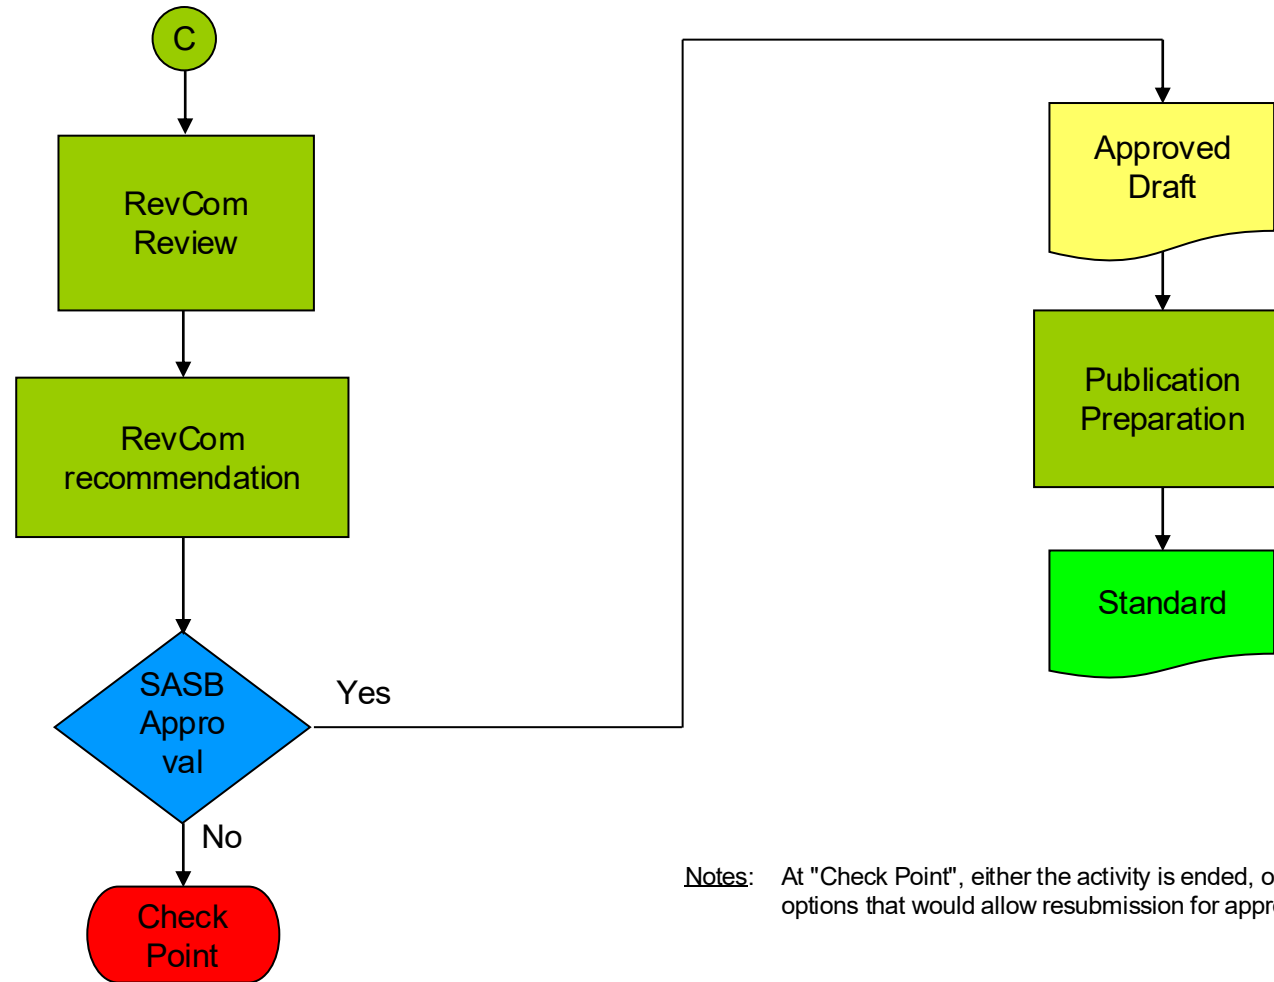 C
RevCom
Review
RevCom
recommendation
SASB
Appro
val
Yes
No
Check
Point
Approved
Draft
Publication
Preparation
Standard
Notes: At "Check Point", either the activity is ended, o
options that would allow resubmission for appr